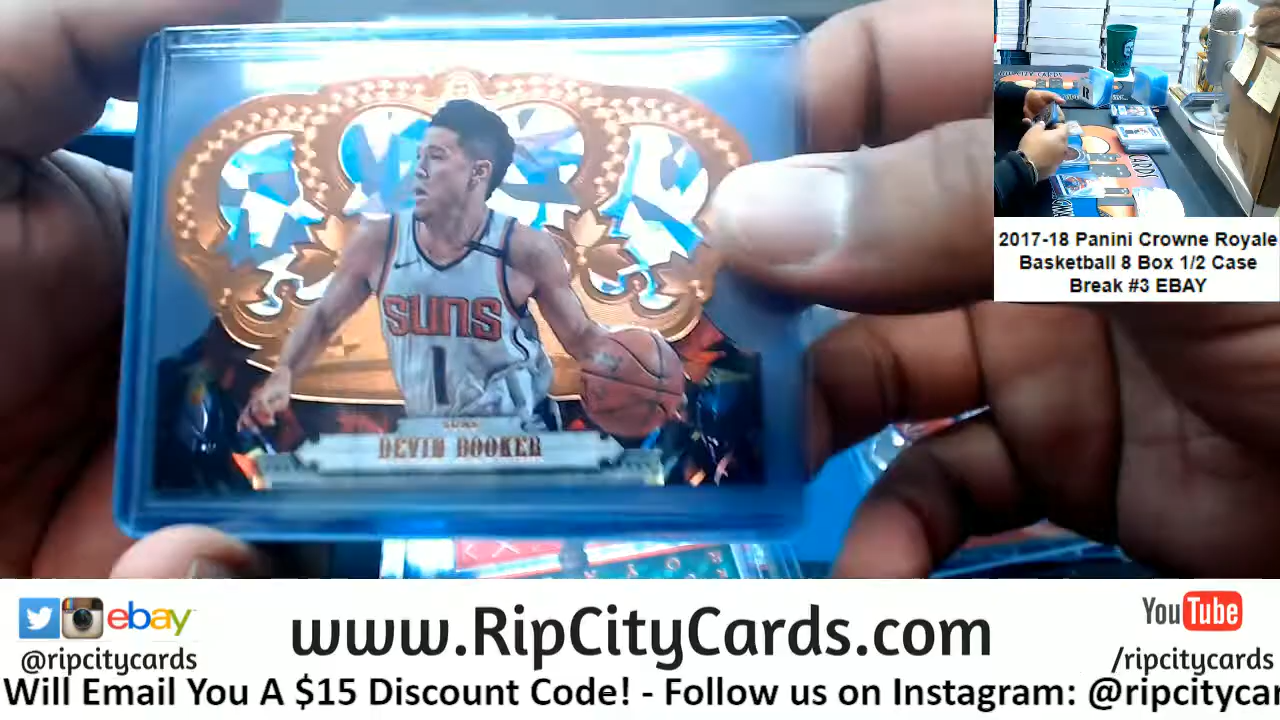 SUNS
1
SUNS
DEVIN BOOKER
2017-18 Panini Crowne Royale
Basketball 8 Box 1/2 Case
Break #3 EBAY
ebay
@ripcitycards
www.RipCityCards.com
YouTube
/ripcitycards
Will Email You A $15 Discount Code! - Follow us on Instagram: @ripcitycar